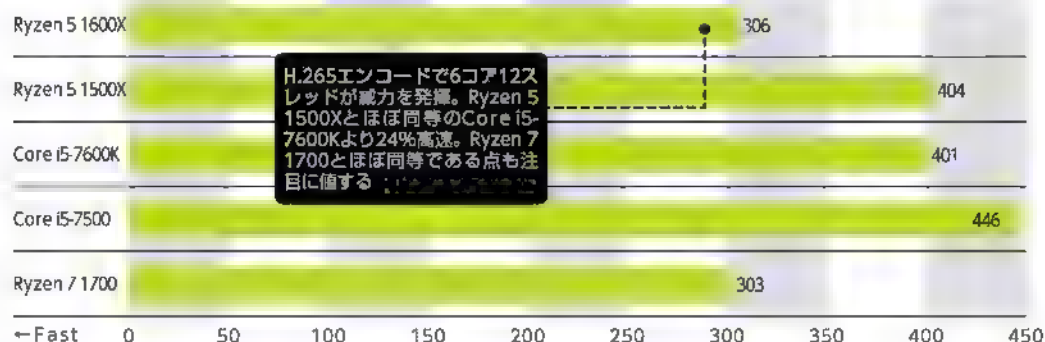 Ryzen 5 1600X 306
H.265エンコードで6コア12ス
レッドが威力を発揮。Ryzen 5
1500Xとほぼ同等のCore i5-
7600Kより24%高速。Ryzen 7
1700とほぼ同等である点も注
目に値する
Ryzen 5 1500X 404
Core i5-7600K 401
Core i5-7500 446
Ryzen 7 1700 303
←Fast 0 50 100 150 200 250 300 350 400 450